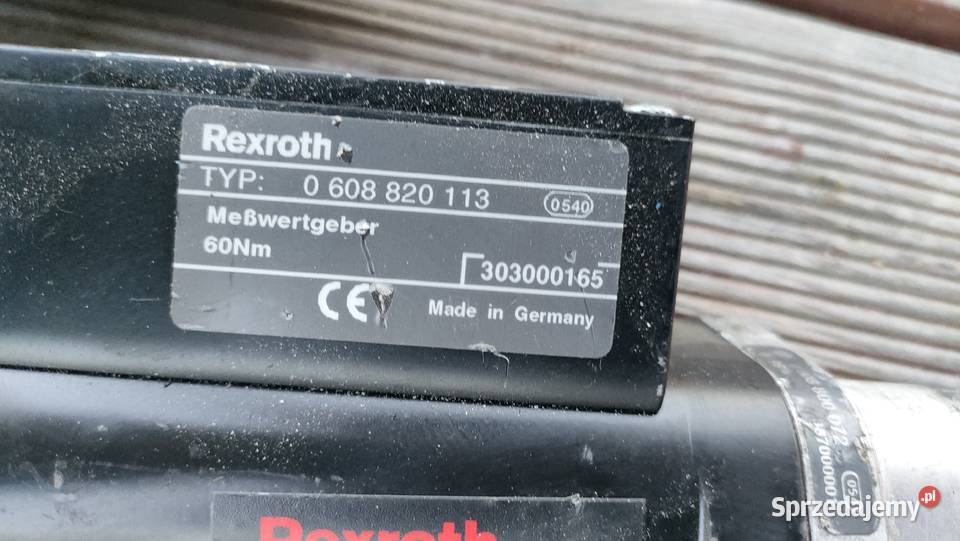 Rexroth
TYP: 0 608 820 113 0540
Meßwertgeber
60Nm
303000165
CE
Made in Germany
Rexroth
Sprzedajemy.pl